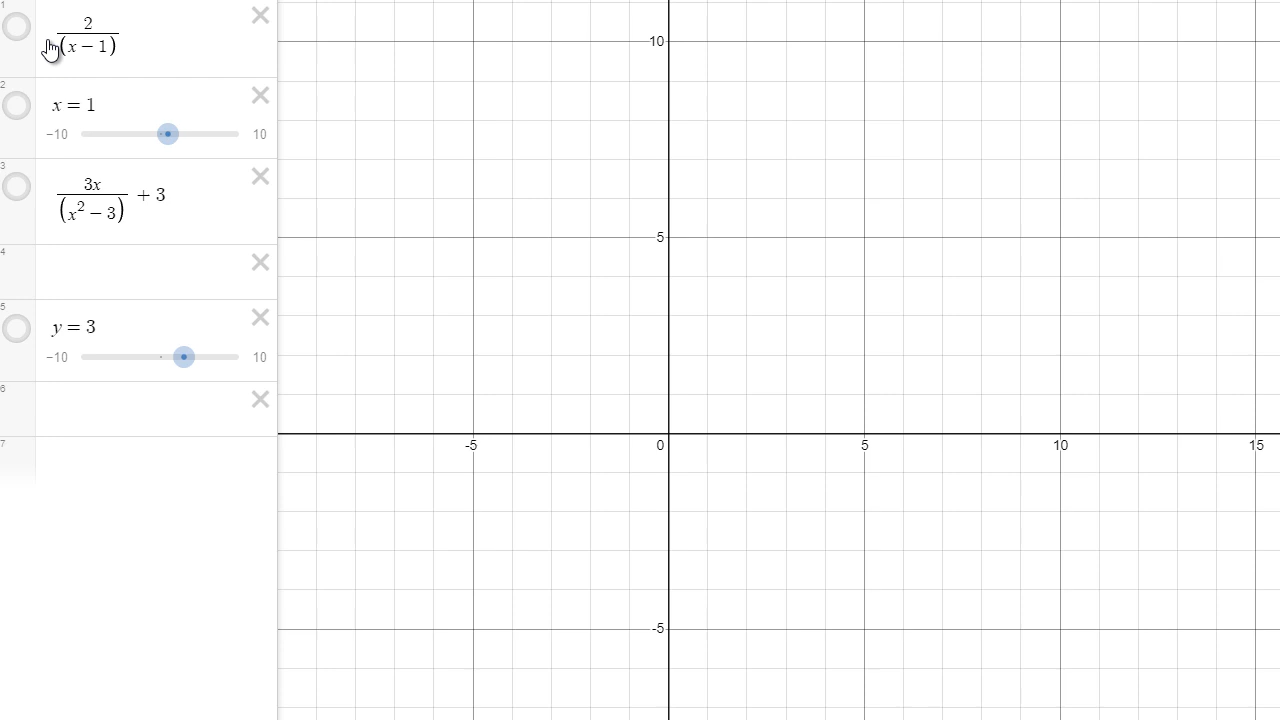 1
2
(x − 1)
2
x = 1
−10 10
3
3x
(x² − 3) + 3
4
5
y = 3
−10 10
6
7
10
5
-5 0 5 10 15
-5